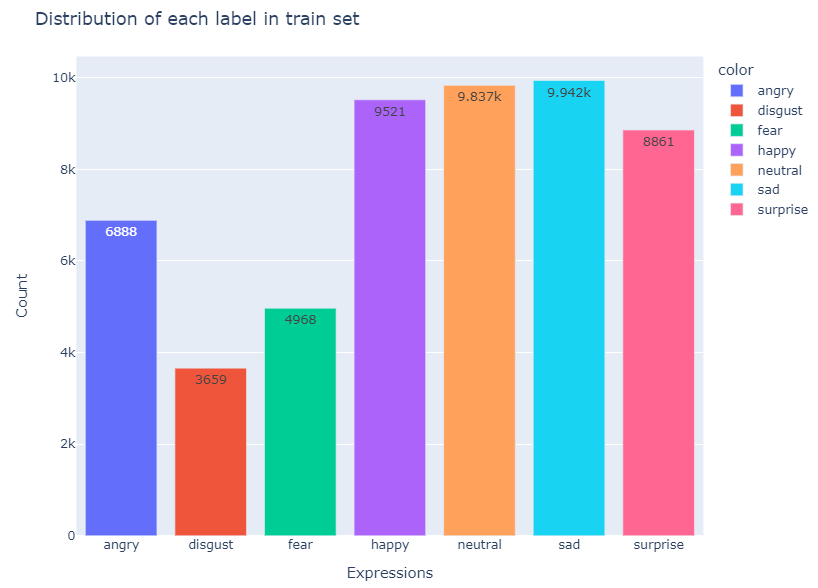 Distribution of each label in train set
color
angry
disgust
fear
happy
neutral
sad
surprise
Count
10k
8k
6k
4k
2k
0
6888
3659
4968
9521
9.837k
9.942k
8861
angry disgust fear happy neutral sad surprise
Expressions